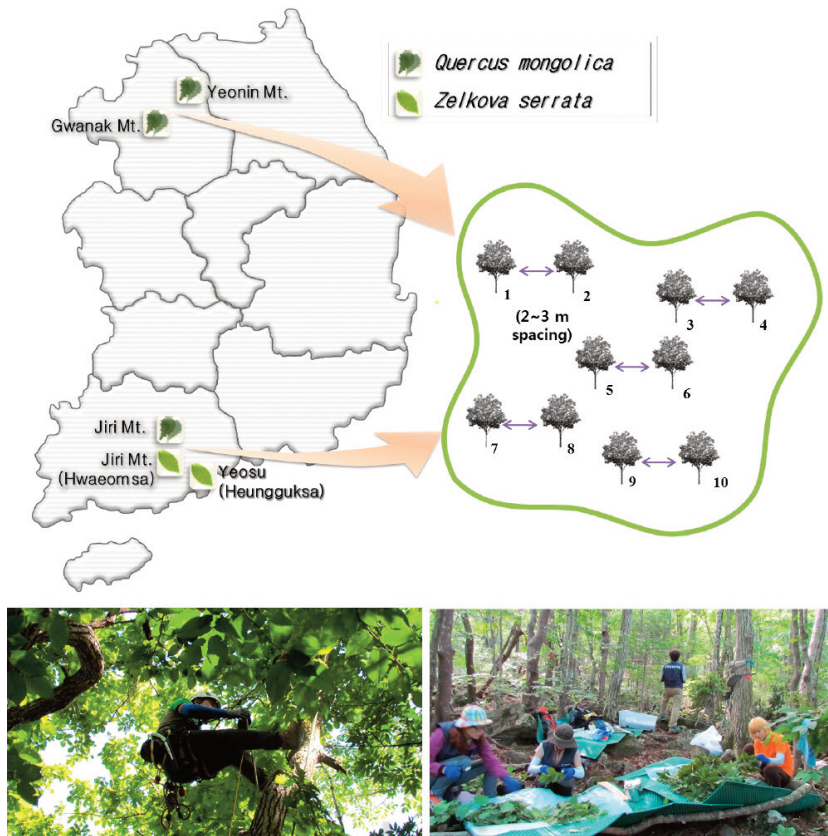 Quercus mongolica
Zelkova serrata
Yeonin Mt.
Gwanak Mt.
1
2
(2~3 m
spacing)
3
4
5
6
7
8
9
10
Jiri Mt.
Jiri Mt.
(Hwaeomsa)
Yeosu
(Heungguksa)